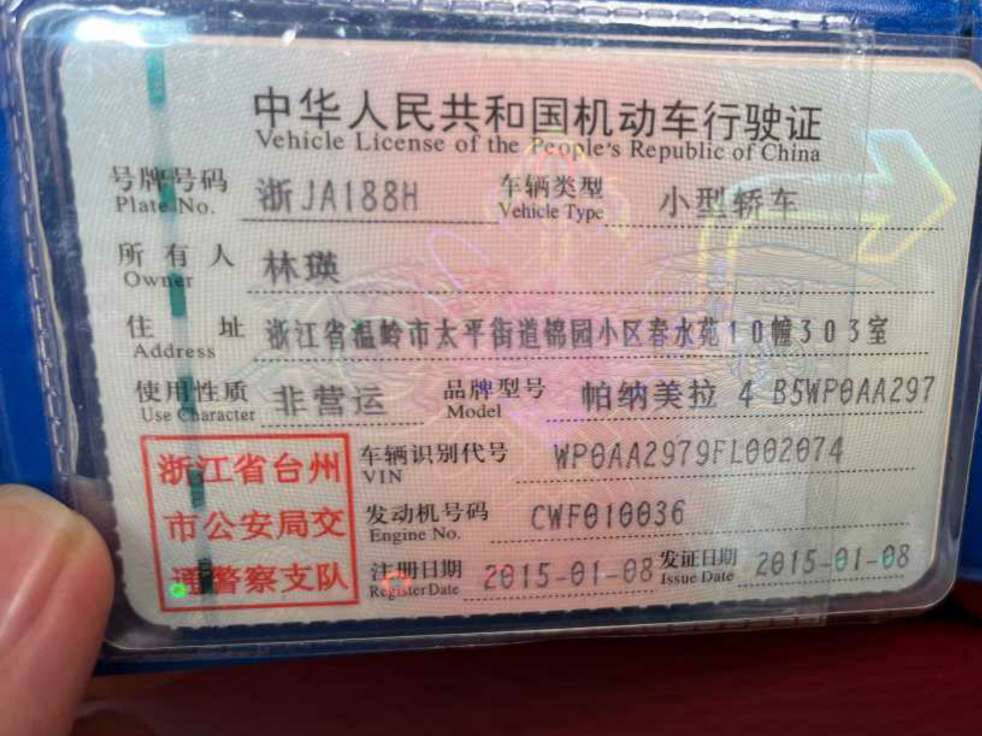 中华人民共和国机动车行驶证
Vehicle License of the People's Republic of China
号牌号码 浙JA188H 车辆类型 小型轿车
Plate No. Vehicle Type
所有人 林瑛
Owner
住址 浙江省温岭市太平街道锦园小区春水苑10幢303室
Address
使用性质 非营运 品牌型号 帕纳美拉 4 B5WP0AA297
Use Character Model
浙江省台州 车辆识别代号 WP0AA2979FL002074
VIN
市公安局交 发动机号码 CWF010036
Engine No.
通警察支队 注册日期 2015-01-08 发证日期 2015-01-08
Register Date Issue Date